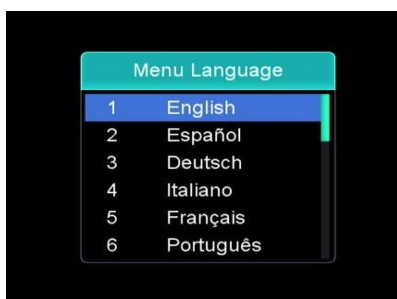 Menu Language
1 English
2 Español
3 Deutsch
4 Italiano
5 Français
6 Português